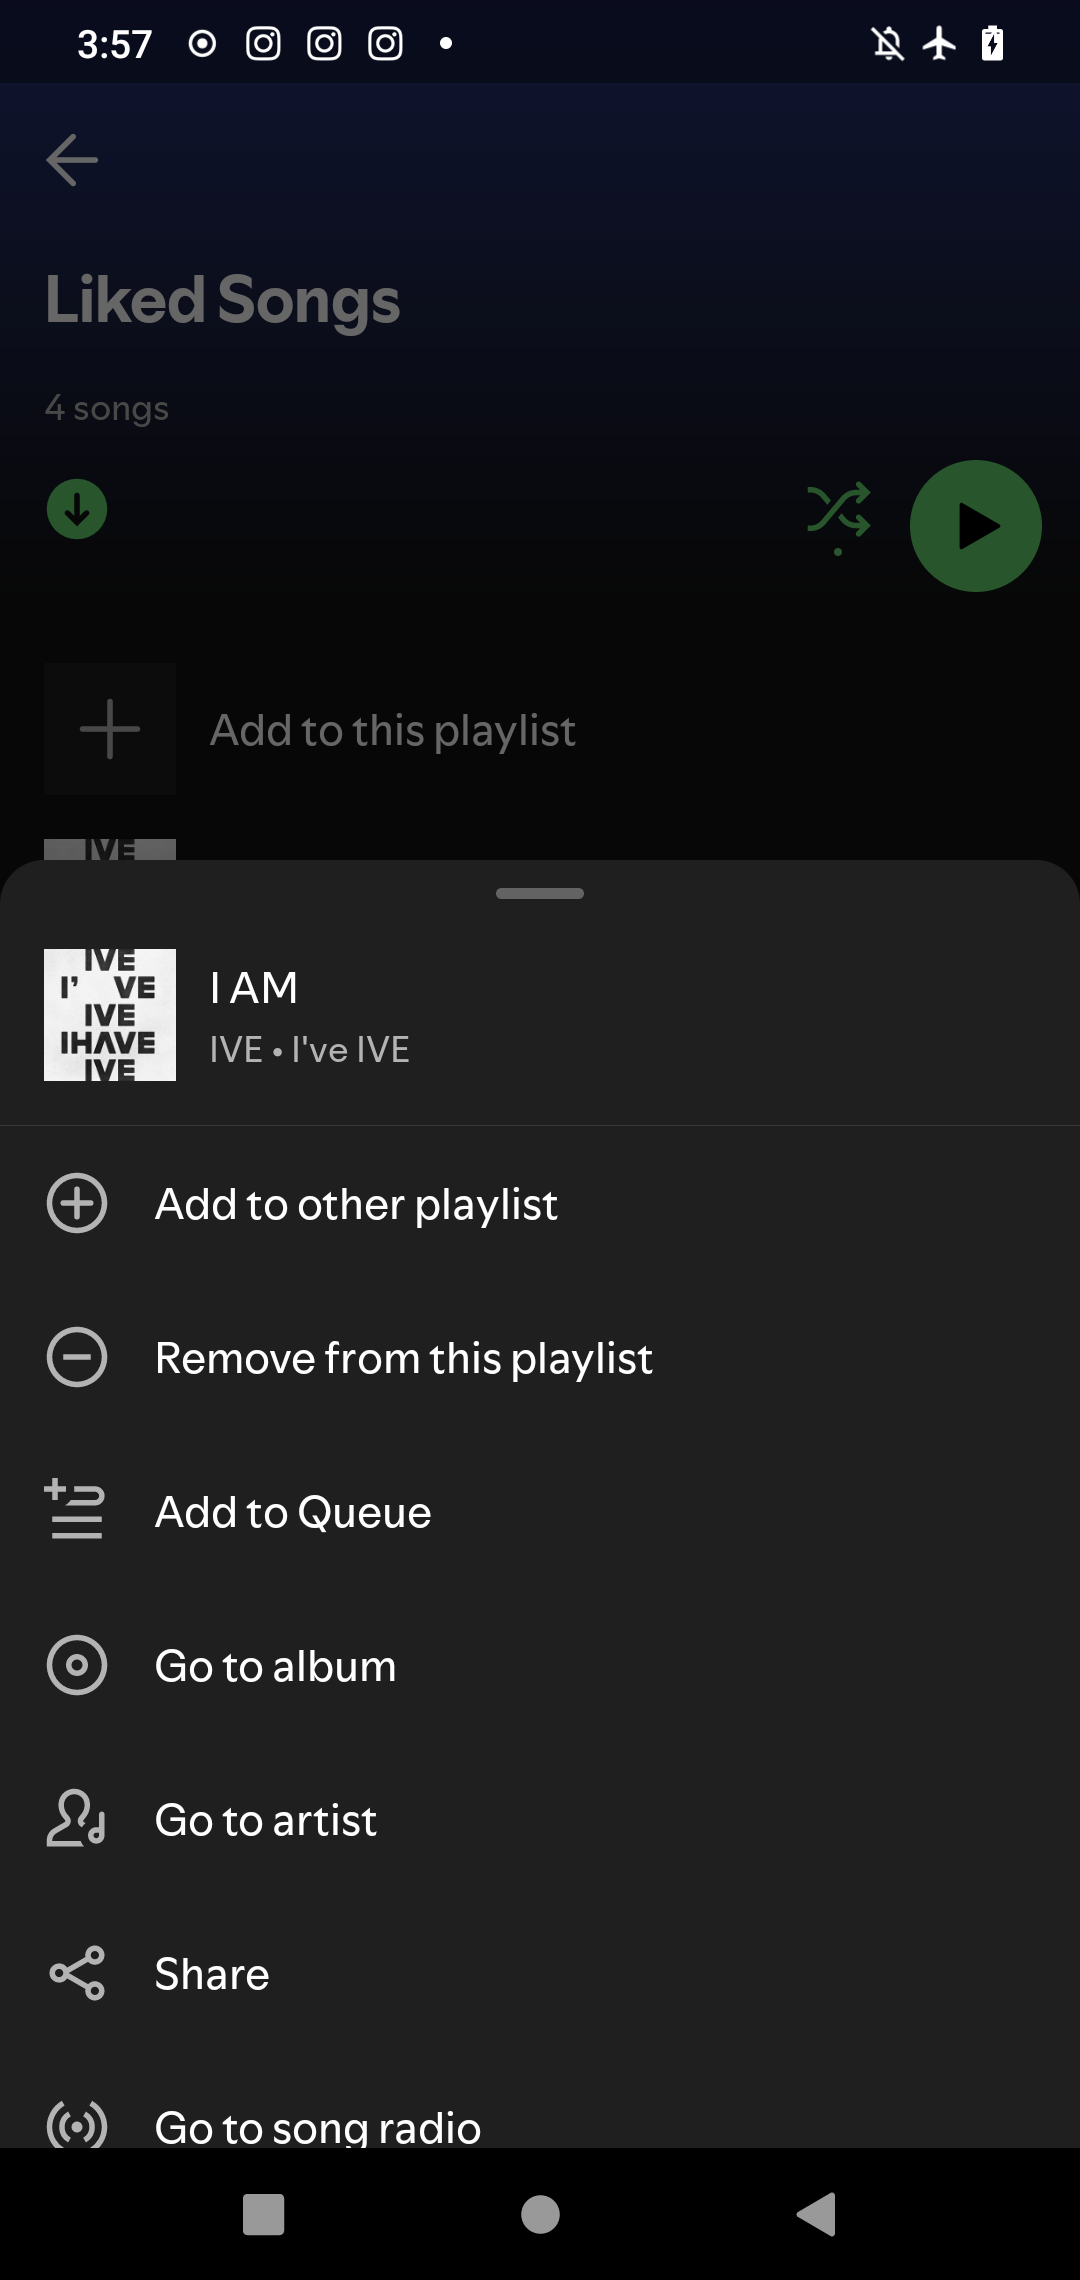 3:57
Liked Songs
4 songs
Add to this playlist
IVE
IVE
I' VE
IVE
IHAVE
IVE
I AM
IVE • I've IVE
Add to other playlist
Remove from this playlist
Add to Queue
Go to album
Go to artist
Share
Go to song radio